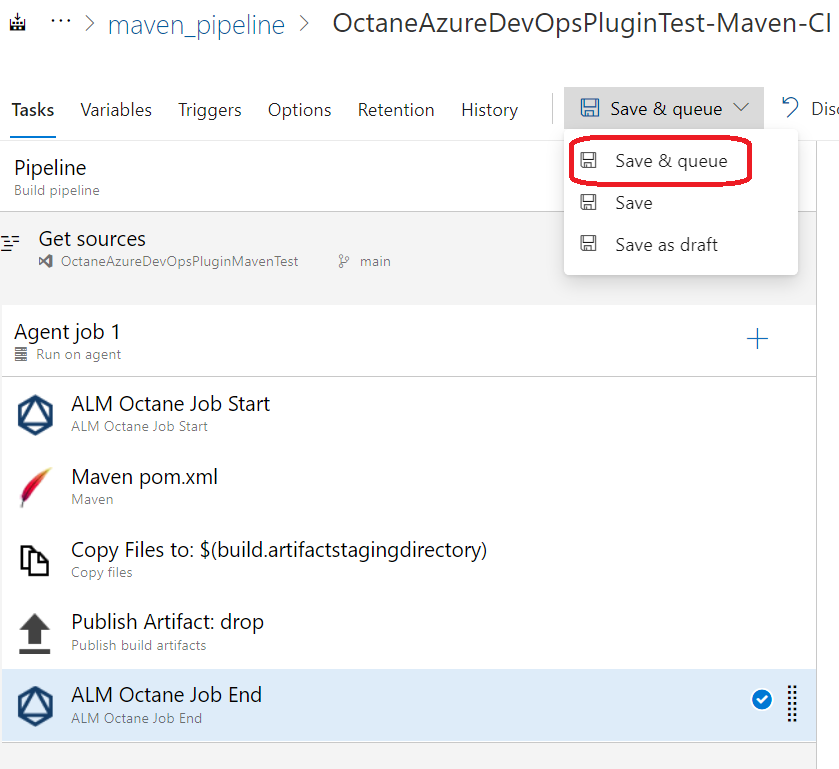 ··· > maven_pipeline > OctaneAzureDevOpsPluginTest-Maven-CI
Tasks Variables Triggers Options Retention History Save & queue Disc
Save & queue
Save
Save as draft
Pipeline
Build pipeline
Get sources
OctaneAzureDevOpsPluginMavenTest main
Agent job 1
Run on agent
ALM Octane Job Start
ALM Octane Job Start
Maven pom.xml
Maven
Copy Files to: $(build.artifactstagingdirectory)
Copy files
Publish Artifact: drop
Publish build artifacts
ALM Octane Job End
ALM Octane Job End